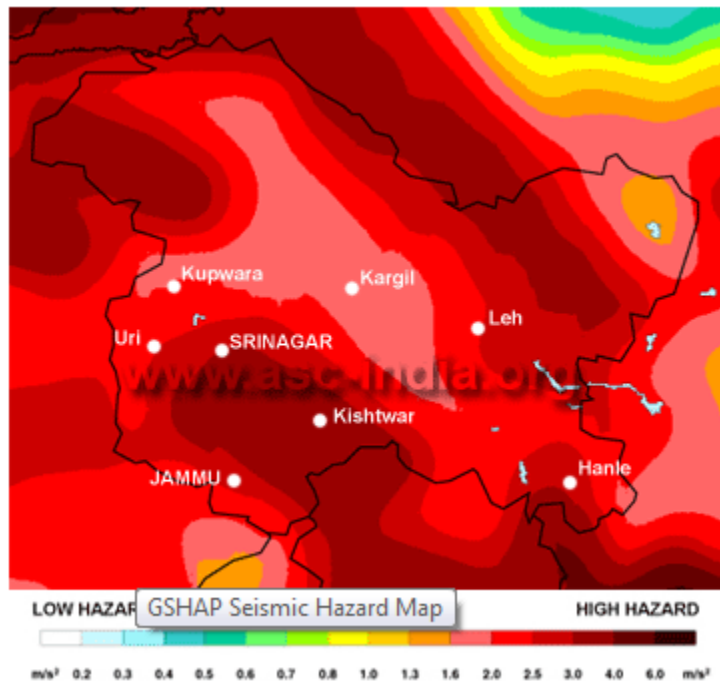 Kupwara
Kargil
Leh
Uri
SRINAGAR
www.asc-india.org
Kishtwar
JAMMU
Hanle
LOW HAZAR
GSHAP Seismic Hazard Map
HIGH HAZARD
m/s² 0.2 0.3 0.4 0.5 0.6 0.7 0.8 1.0 1.3 1.6 2.0 2.5 3.0 4.0 6.0 m/s²